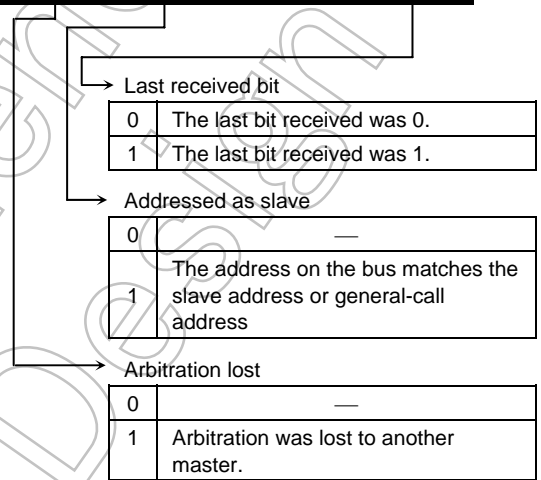 Last received bit
0 The last bit received was 0.
1 The last bit received was 1.
Addressed as slave
0 —
The address on the bus matches the
1 slave address or general-call
address
Arbitration lost
0 —
1 Arbitration was lost to another
master.
Design